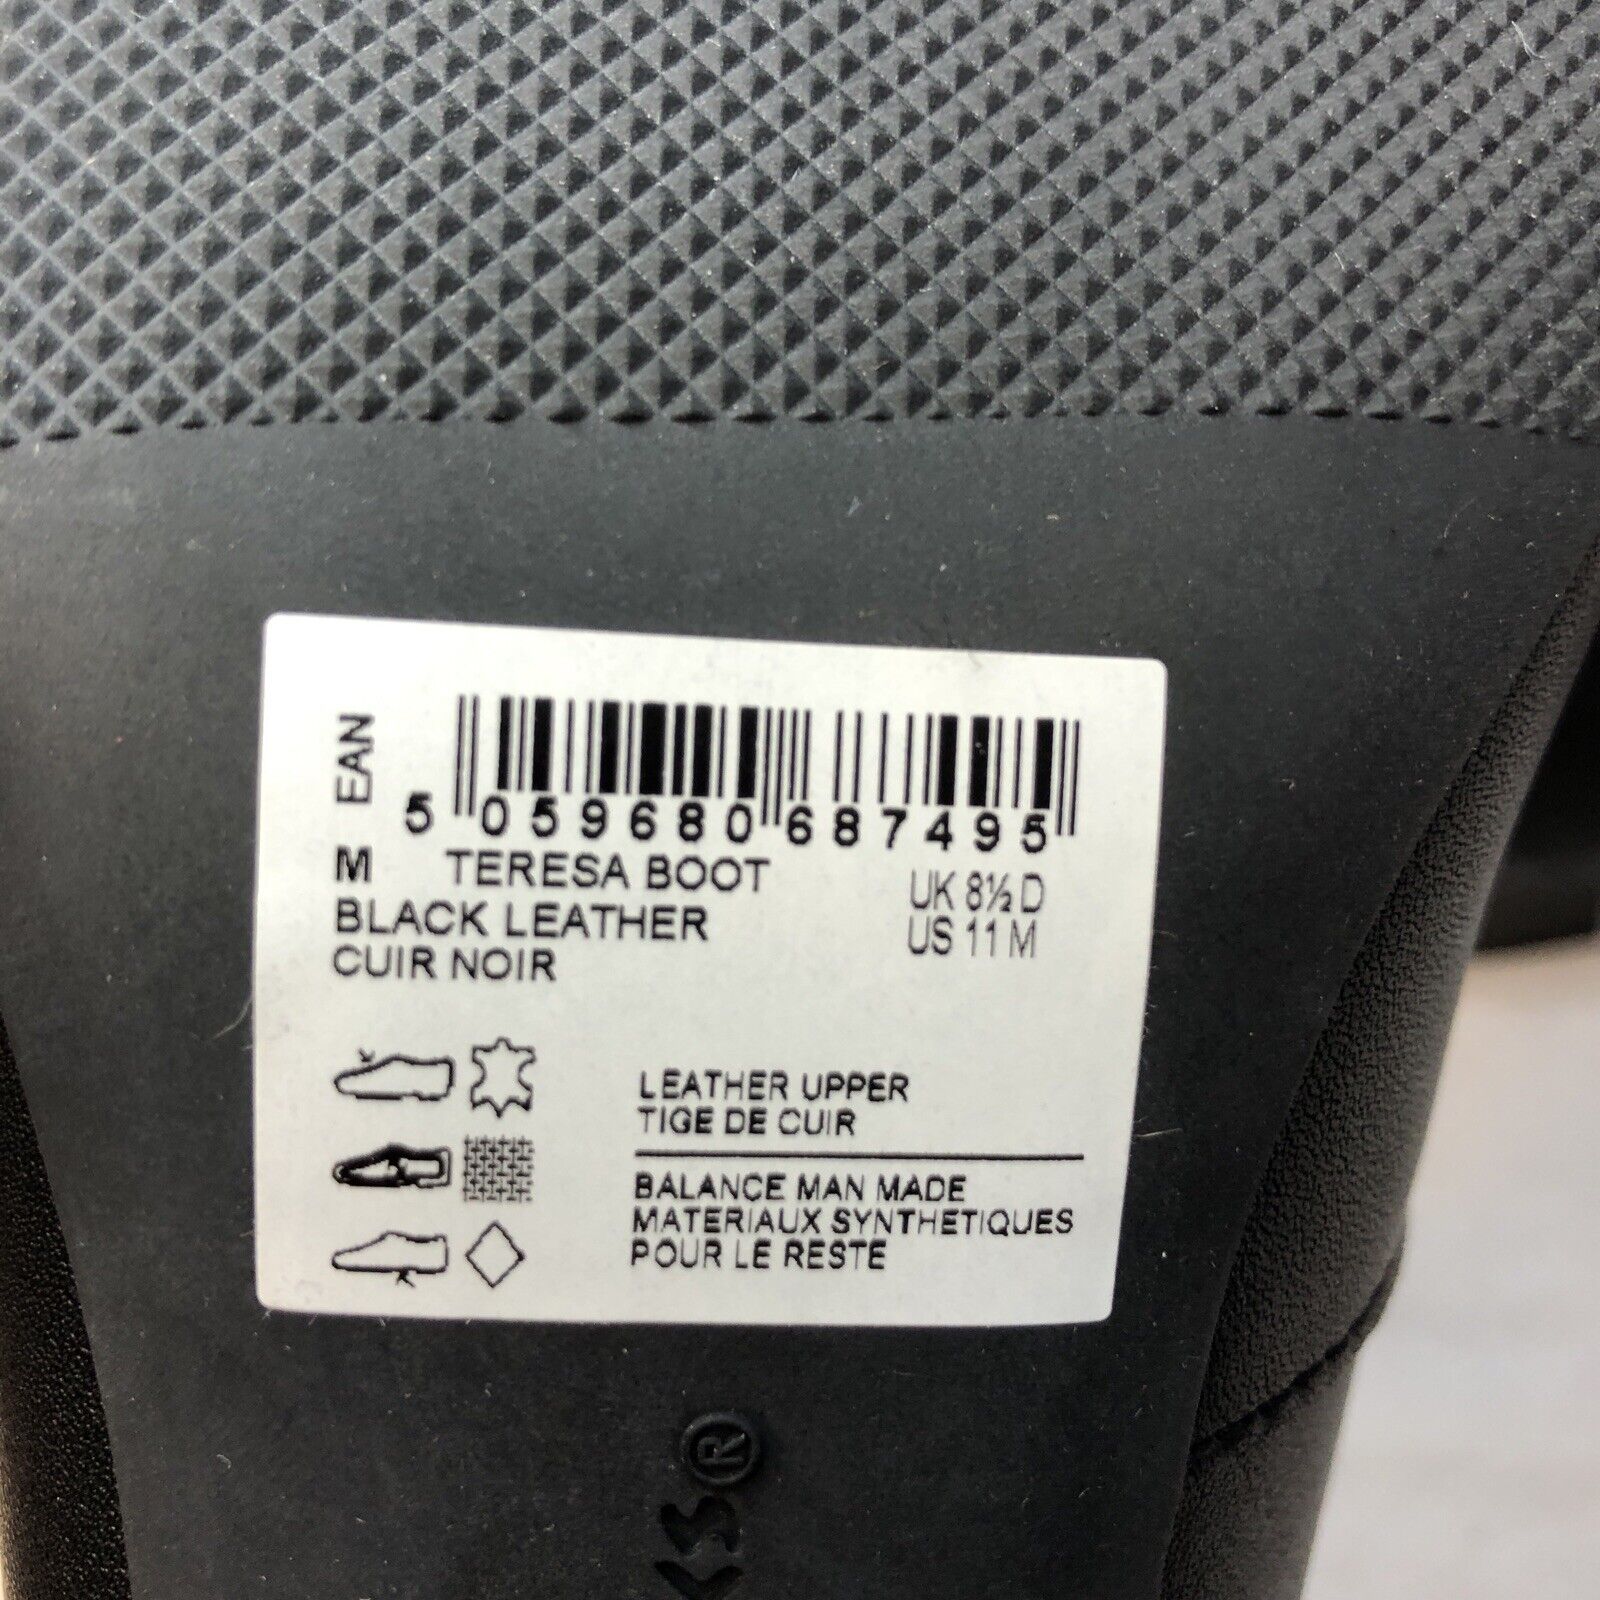 EAN
5 059680 687495
M TERESA BOOT
BLACK LEATHER
CUIR NOIR
UK 8½ D
US 11 M
LEATHER UPPER
TIGE DE CUIR
BALANCE MAN MADE
MATERIAUX SYNTHETIQUES
POUR LE RESTE
KS®